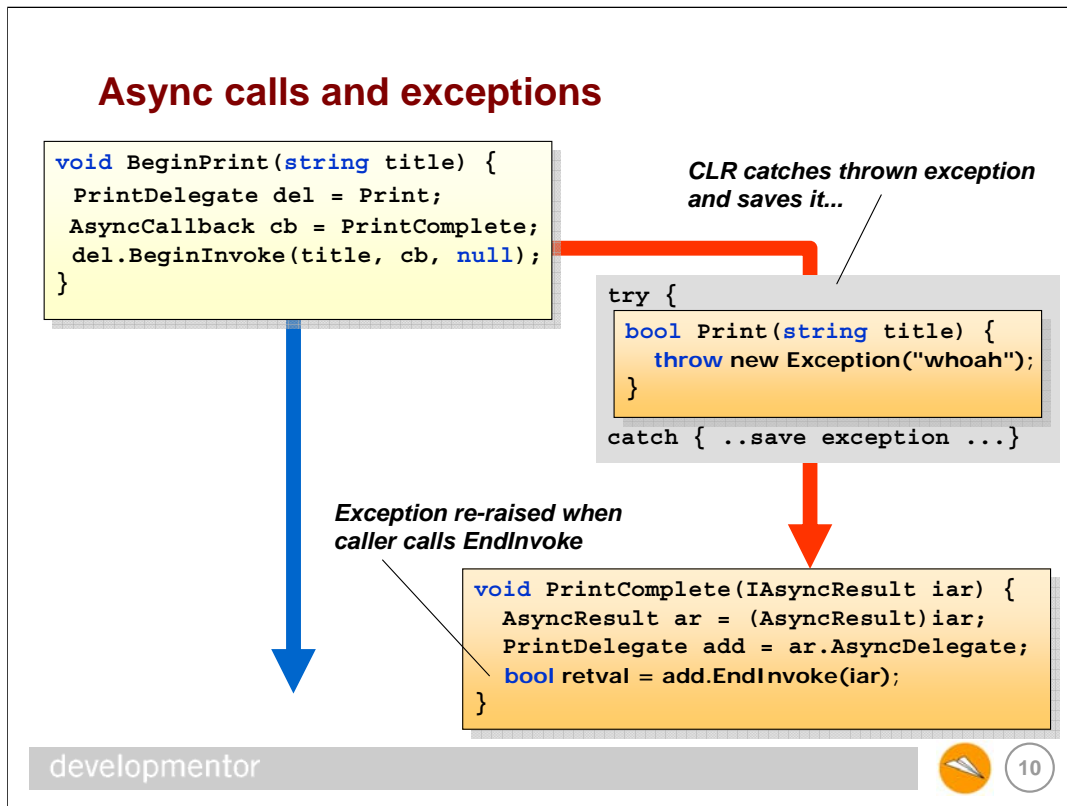 Async calls and exceptions
void BeginPrint(string title) {
PrintDelegate del = Print;
AsyncCallback cb = PrintComplete;
del.BeginInvoke(title, cb, null);
}
CLR catches thrown exception
and saves it...
try {
bool Print(string title) {
throw new Exception("whoah");
}
catch { ..save exception ...}
Exception re-raised when
caller calls EndInvoke
void PrintComplete(IAsyncResult iar) {
AsyncResult ar = (AsyncResult)iar;
PrintDelegate add = ar.AsyncDelegate;
bool retval = add.EndInvoke(iar);
}
developmentor
10